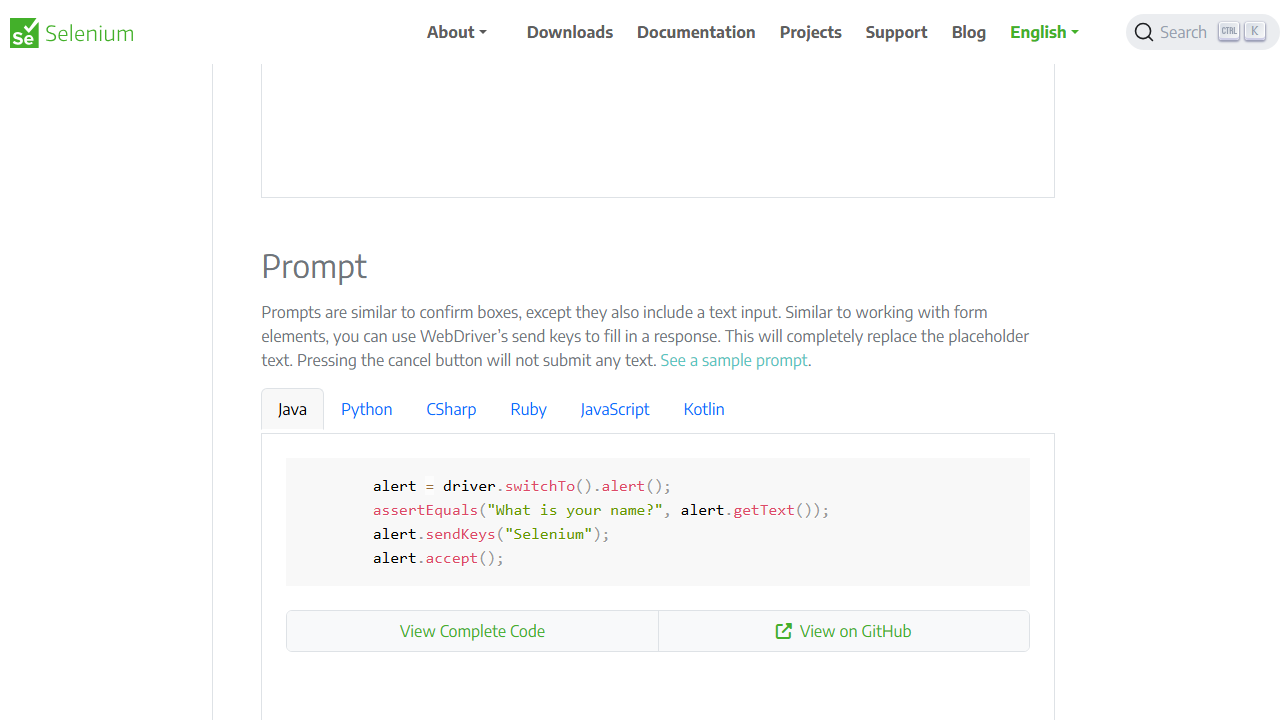 Se Selenium About Downloads Documentation Projects Support Blog English Search CTRL K
Prompt
Prompts are similar to confirm boxes, except they also include a text input. Similar to working with form
elements, you can use WebDriver’s send keys to fill in a response. This will completely replace the placeholder
text. Pressing the cancel button will not submit any text. See a sample prompt.
Java Python CSharp Ruby JavaScript Kotlin
alert = driver.switchTo().alert();
assertEquals("What is your name?", alert.getText());
alert.sendKeys("Selenium");
alert.accept();
View Complete Code View on GitHub